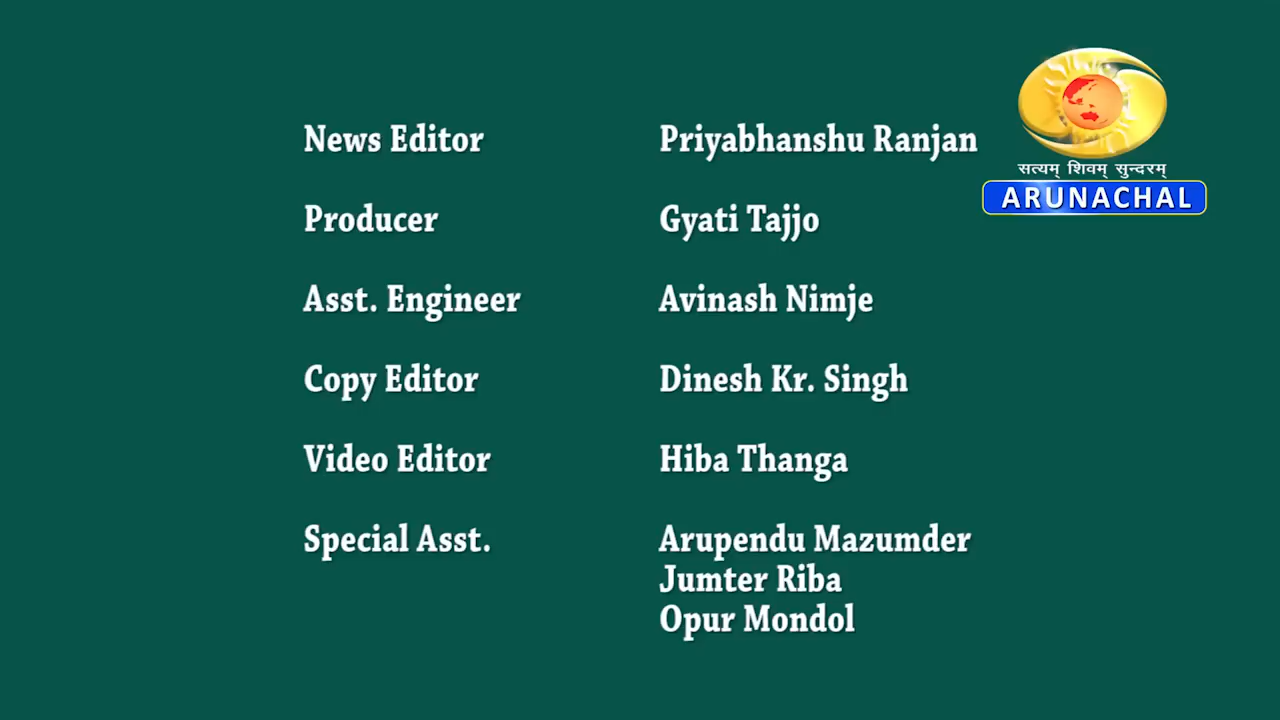 News Editor Priyabhanshu Ranjan
सत्यम् शिवम् सुन्दरम्
ARUNACHAL
Producer Gyati Tajjo
Asst. Engineer Avinash Nimje
Copy Editor Dinesh Kr. Singh
Video Editor Hiba Thanga
Special Asst. Arupendu Mazumder
Jumter Riba
Opur Mondol